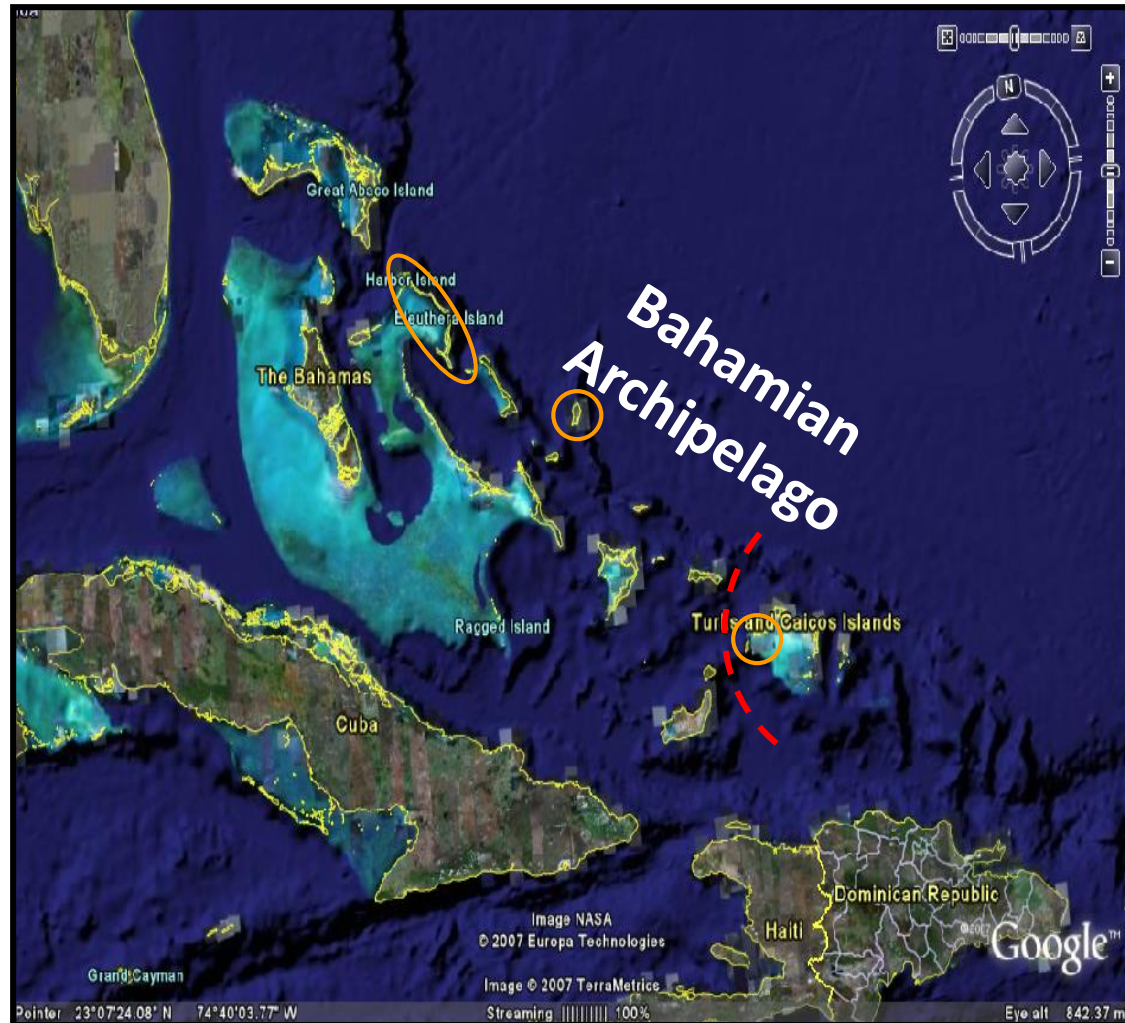 N
Great Abaco Island
Harbor Island
Eleuthera Island
The Bahamas
Bahamian
Archipelago
Ragged Island
Turks and Caicos Islands
Cuba
Dominican Republic
Haiti
Image NASA
© 2007 Europa Technologies
© 2007
Google™
Grand Cayman
Image © 2007 TerraMetrics
Pointer 23°07'24.08" N 74°40'03.77" W Streaming ||||||||| 100% Eye alt 842.37 m